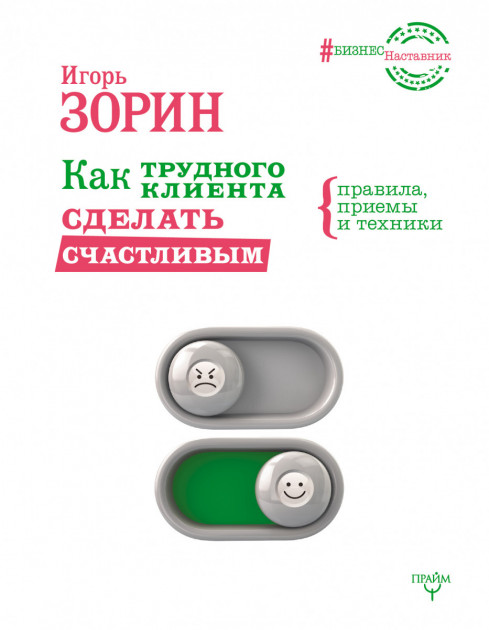 #БИЗНЕСНаставник
Игорь
ЗОРИН
Как ТРУДНОГО
КЛИЕНТА
СДЕЛАТЬ
СЧАСТЛИВЫМ
правила,
приемы
и техники
ПРАЙМ